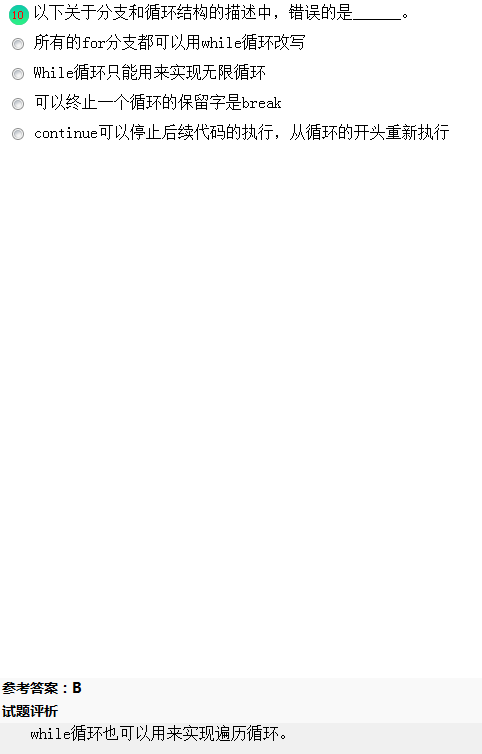 10 以下关于分支和循环结构的描述中，错误的是______。
所有的for分支都可以用while循环改写
While循环只能用来实现无限循环
可以终止一个循环的保留字是break
continue可以停止后续代码的执行，从循环的开头重新执行
参考答案：B
试题评析
while循环也可以用来实现遍历循环。